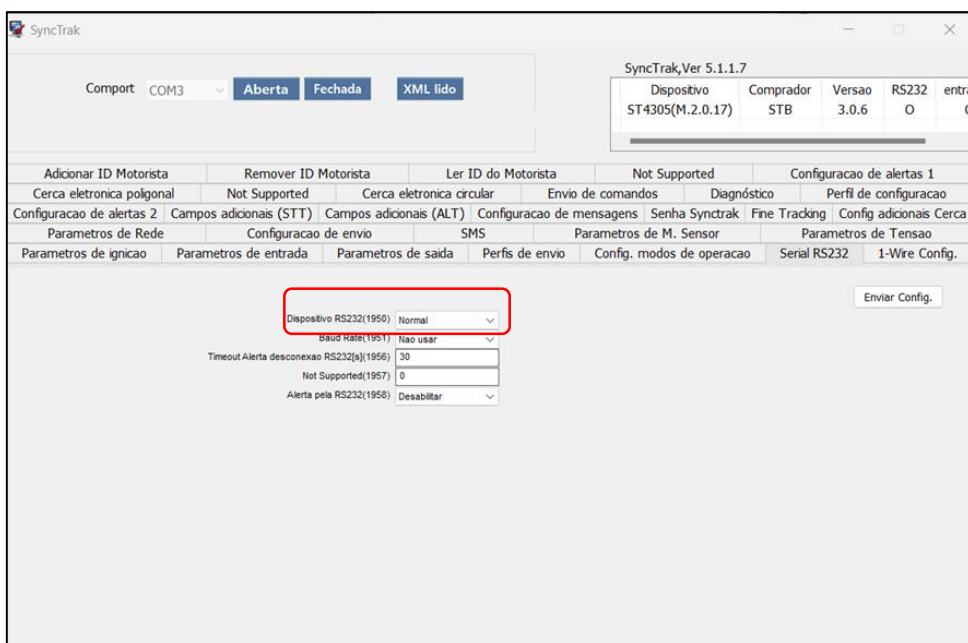 SyncTrak
SyncTrak,Ver 5.1.1.7
Comport COM3 Aberta Fechada XML lido
Dispositivo Comprador Versao RS232
ST4305(M.2.0.17) STB 3.0.6 O
Adicionar ID Motorista Remover ID Motorista Ler ID do Motorista Not Supported Configuracao de alertas 1
Cerca eletronica poligonal Not Supported Cerca eletronica circular Envio de comandos Diagnóstico Perfil de configuracao
Configuracao de alertas 2 Campos adicionais (STT) Campos adicionais (ALT) Configuracao de mensagens Senha Synctrak Fine Tracking Config adicionais Cerca
Parametros de Rede Configuracao de envio SMS Parametros de M. Sensor Parametros de Tensao
Parametros de ignicao Parametros de entrada Parametros de saida Perfis de envio Config. modos de operacao Serial RS232 1-Wire Config.
Enviar Config.
Dispositivo RS232(1950) Normal
Baud Rate(1951) Nao usar
Timeout Alerta desconexao RS232[s](1956) 30
Not Supported(1957) 0
Alerta pela RS232(1958) Desabilitar